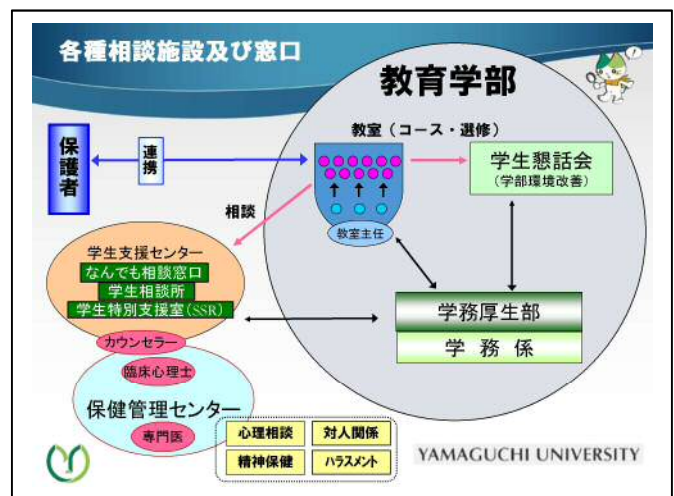 各種相談施設及び窓口
教育学部
教室（コース・選修）
保護者
連携
学生懇話会
（学部環境改善）
相談
教室主任
学生支援センター
なんでも相談窓口
学生相談所
学生特別支援室（SSR）
学務厚生部
学務係
カウンセラー
臨床心理士
保健管理センター
専門医
心理相談
対人関係
精神保健
ハラスメント
YAMAGUCHI UNIVERSITY